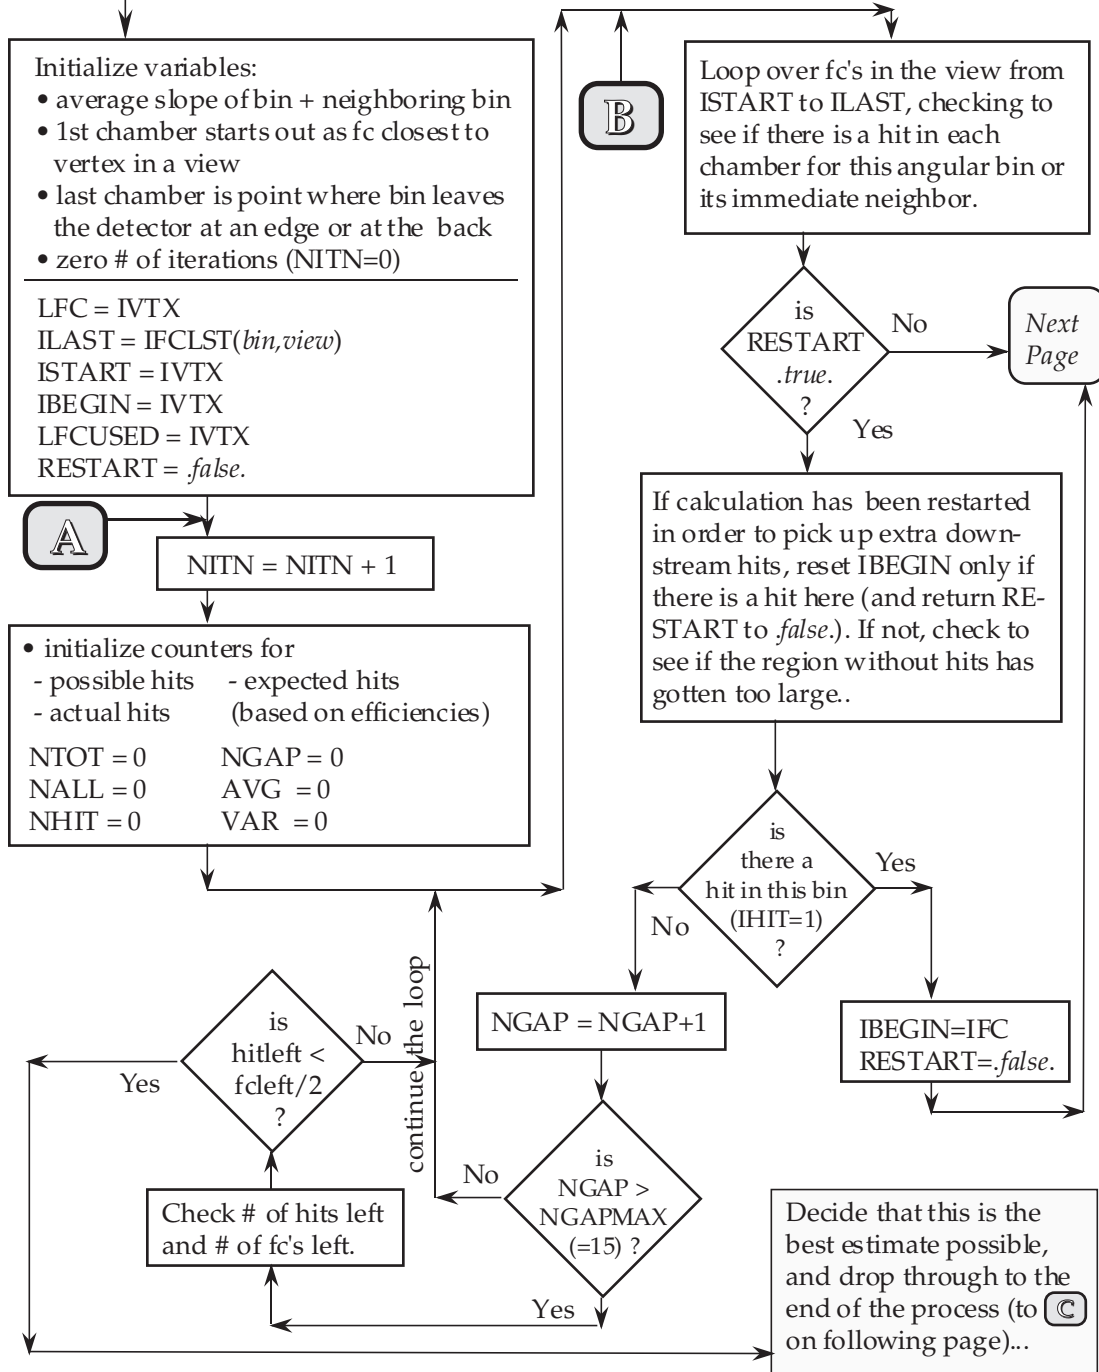 Initialize variables:
• average slope of bin + neighboring bin
• 1st chamber starts out as fc closest to
vertex in a view
• last chamber is point where bin leaves
the detector at an edge or at the back
• zero # of iterations (NITN=0)
LFC = IVTX
ILAST = IFCLST(bin,view)
ISTART = IVTX
IBEGIN = IVTX
LFCUSED = IVTX
RESTART = .false.
A
NITN = NITN + 1
• initialize counters for
- possible hits - expected hits
- actual hits (based on efficiencies)
NTOT = 0 NGAP = 0
NALL = 0 AVG = 0
NHIT = 0 VAR = 0
B
Loop over fc's in the view from
ISTART to ILAST, checking to
see if there is a hit in each
chamber for this angular bin or
its immediate neighbor.
is
RESTART
.true.
?
No
Next
Page
Yes
If calculation has been restarted
in order to pick up extra down-
stream hits, reset IBEGIN only if
there is a hit here (and return RE-
START to .false.). If not, check to
see if the region without hits has
gotten too large..
is
there a
hit in this bin
(IHIT=1)
?
Yes
No
NGAP = NGAP+1
IBEGIN=IFC
RESTART=.false.
is
NGAP >
NGAPMAX
(=15) ?
No
Yes
continue the loop
Check # of hits left
and # of fc's left.
is
hitleft <
fcleft/2
?
No
Yes
Decide that this is the
best estimate possible,
and drop through to the
end of the process (to C
on following page)...